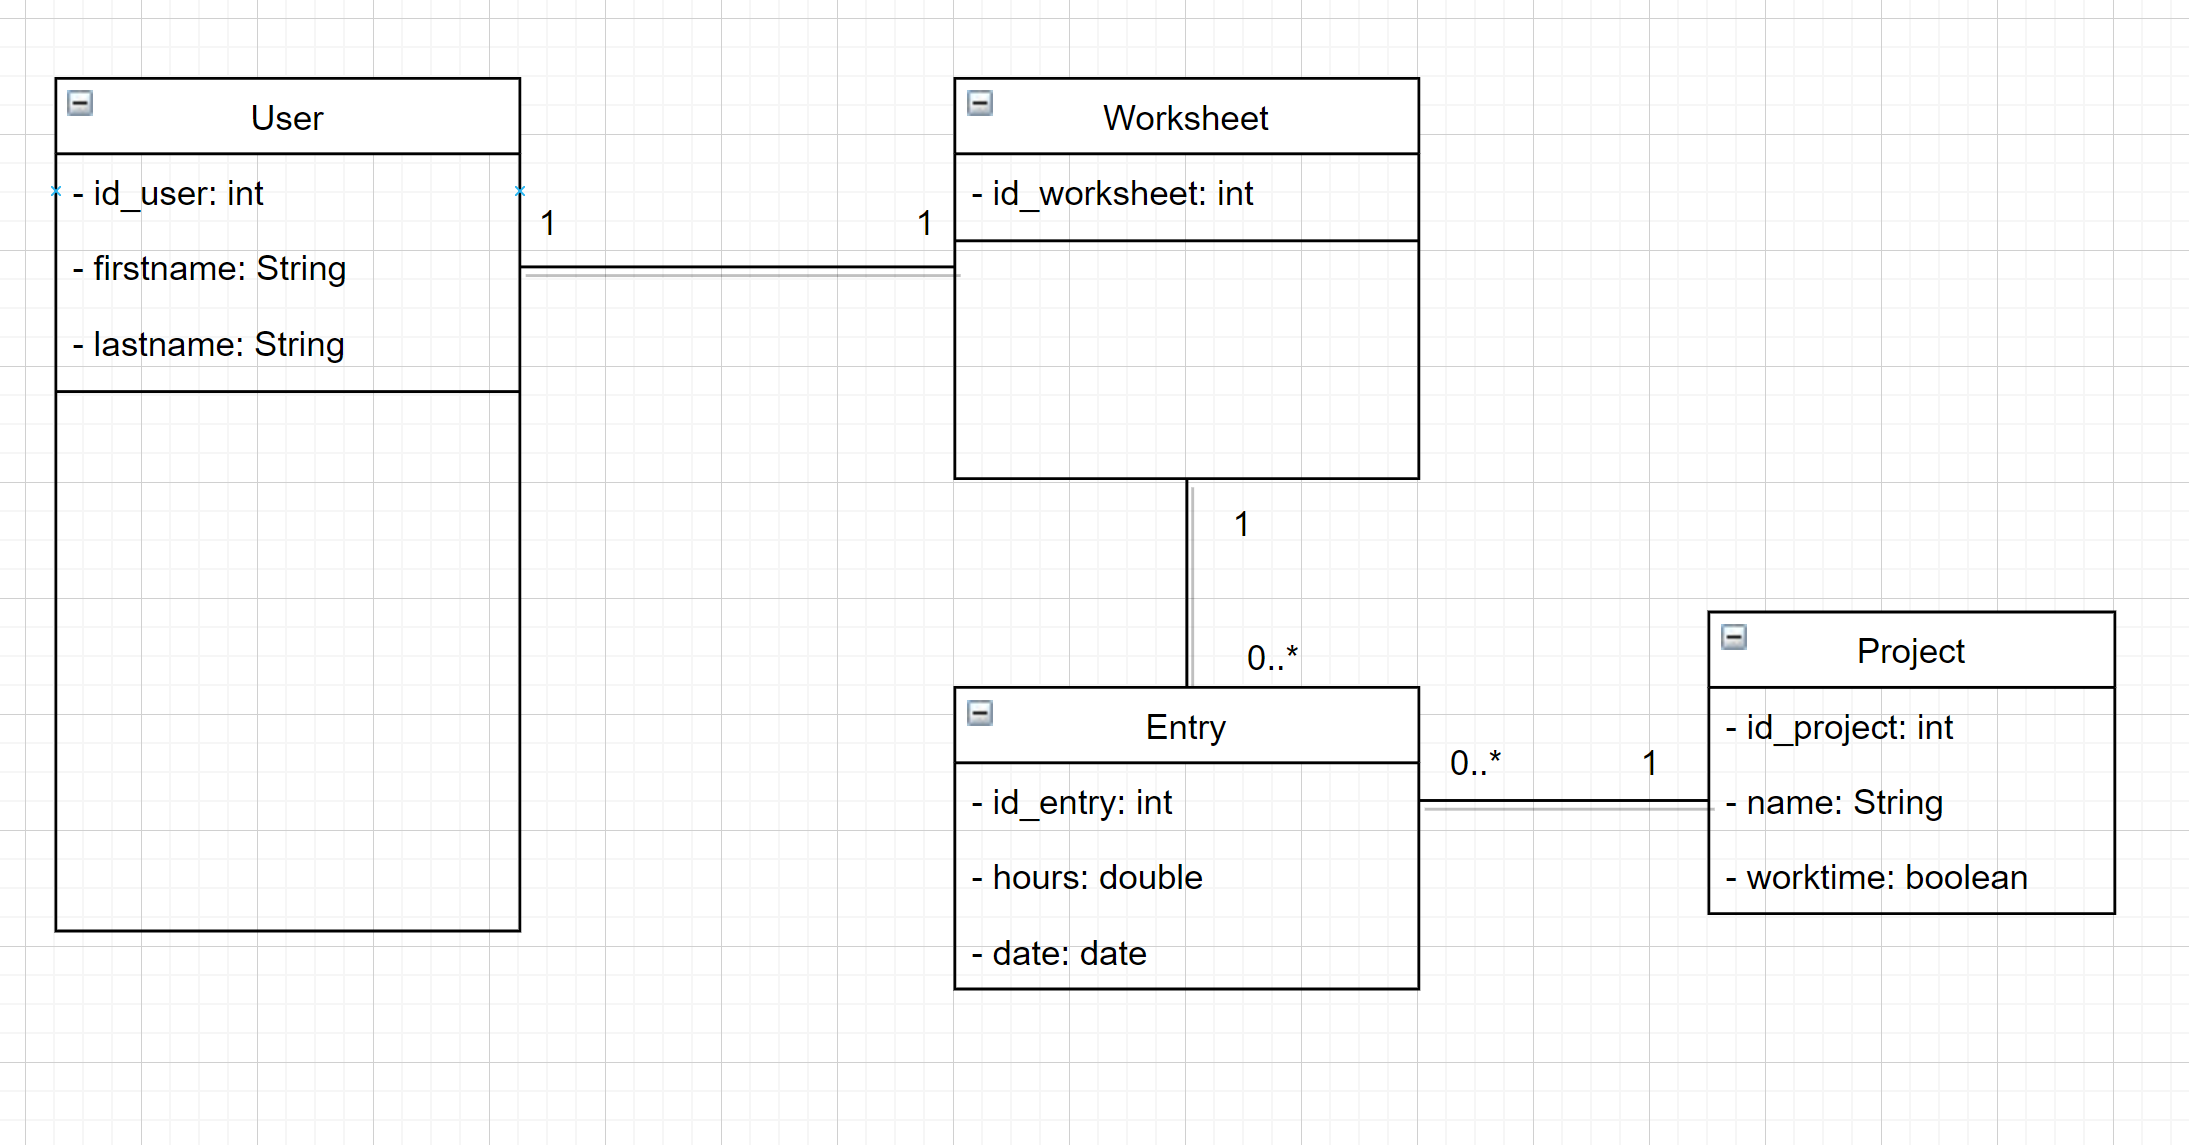 User
- id_user: int
- firstname: String
- lastname: String
1
1
Worksheet
- id_worksheet: int
1
0..*
Entry
- id_entry: int
- hours: double
- date: date
0..*
1
Project
- id_project: int
- name: String
- worktime: boolean